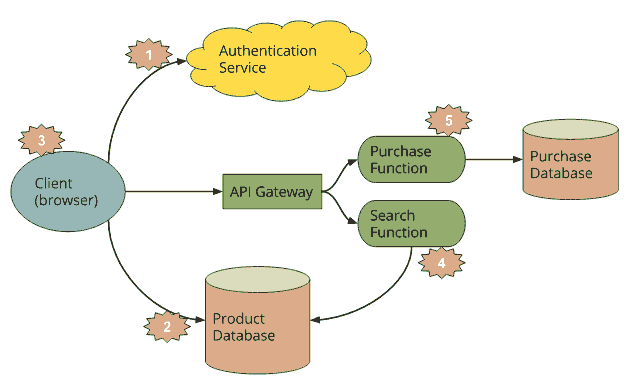 1
Authentication
Service
3
Client
(browser)
API Gateway
5
Purchase
Function
Purchase
Database
Search
Function
4
2
Product
Database